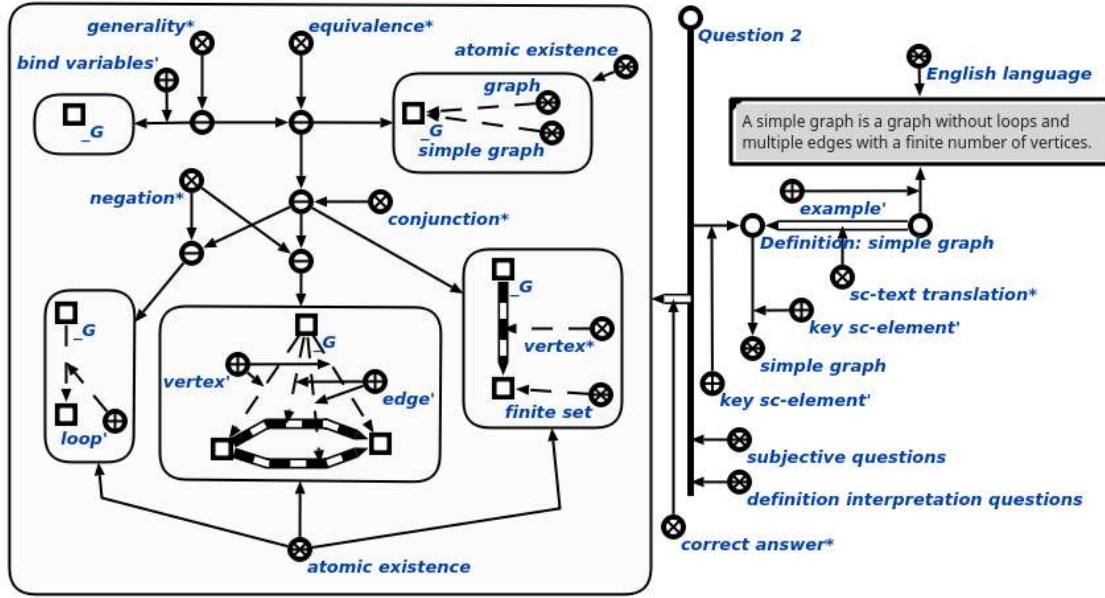 generality*
equivalence*
bind variables'
atomic existence
_G
graph
_G
simple graph
negation*
conjunction*
_G
loop'
_G
vertex'
edge'
_G
vertex*
finite set
atomic existence
Question 2
English language
A simple graph is a graph without loops and
multiple edges with a finite number of vertices.
example'
Definition: simple graph
sc-text translation*
key sc-element'
simple graph
key sc-element'
subjective questions
definition interpretation questions
correct answer*